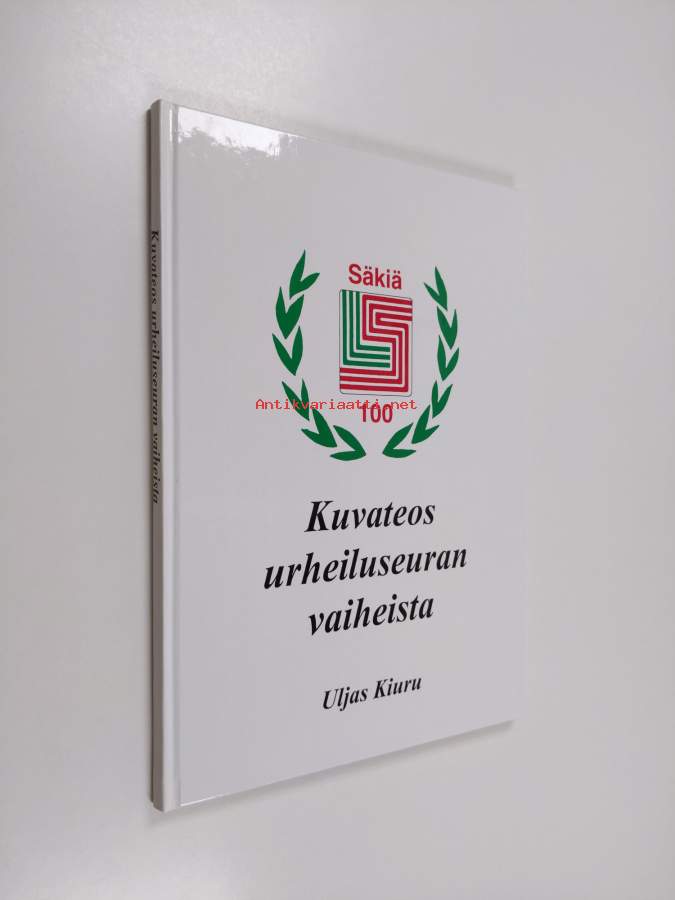 Säkiä
Antikvariaatti.net
100
Kuvateos
urheiluseuran
vaiheista
Uljas Kiuru
Kuvateos urheiluseuran vaiheista